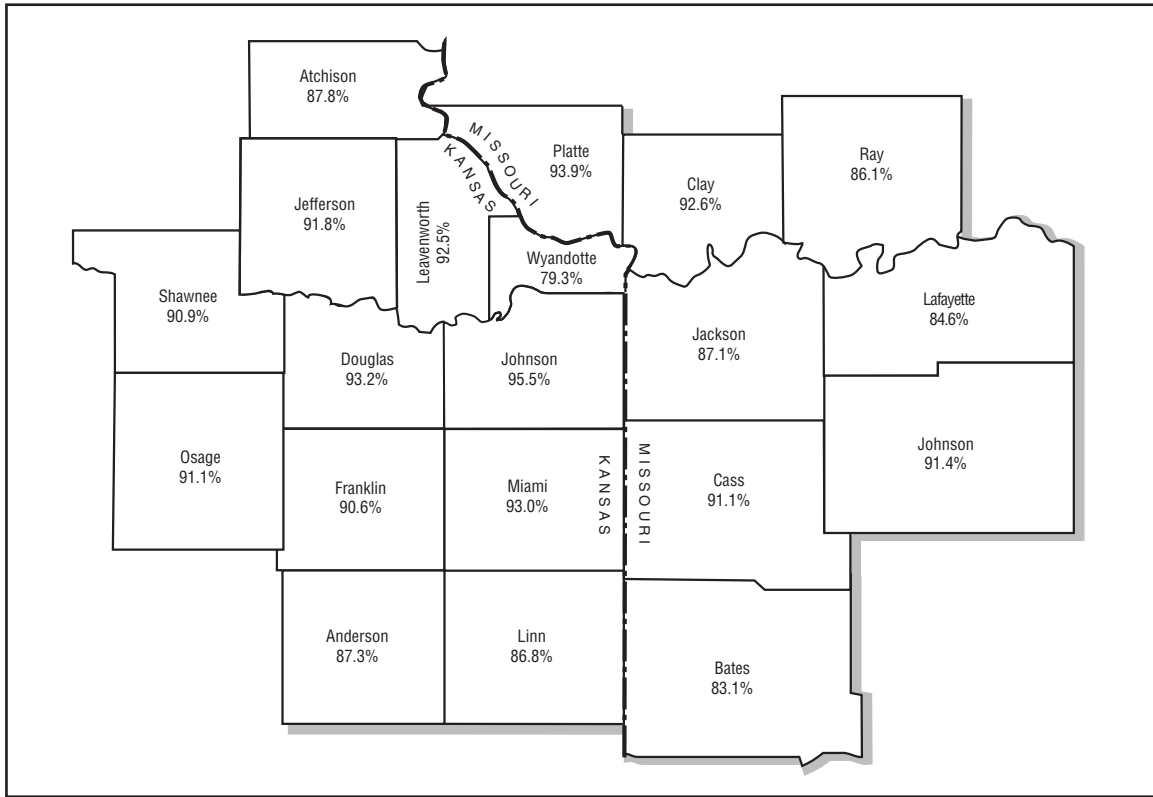 Atchison
87.8%
MISSOURI
KANSAS
Platte
93.9%
Ray
86.1%
Clay
92.6%
Jefferson
91.8%
Leavenworth
92.5%
Wyandotte
79.3%
Shawnee
90.9%
Lafayette
84.6%
Jackson
87.1%
Douglas
93.2%
Johnson
95.5%
Johnson
91.4%
Osage
91.1%
Franklin
90.6%
Miami
93.0%
KANSAS
MISSOURI
Cass
91.1%
Anderson
87.3%
Linn
86.8%
Bates
83.1%